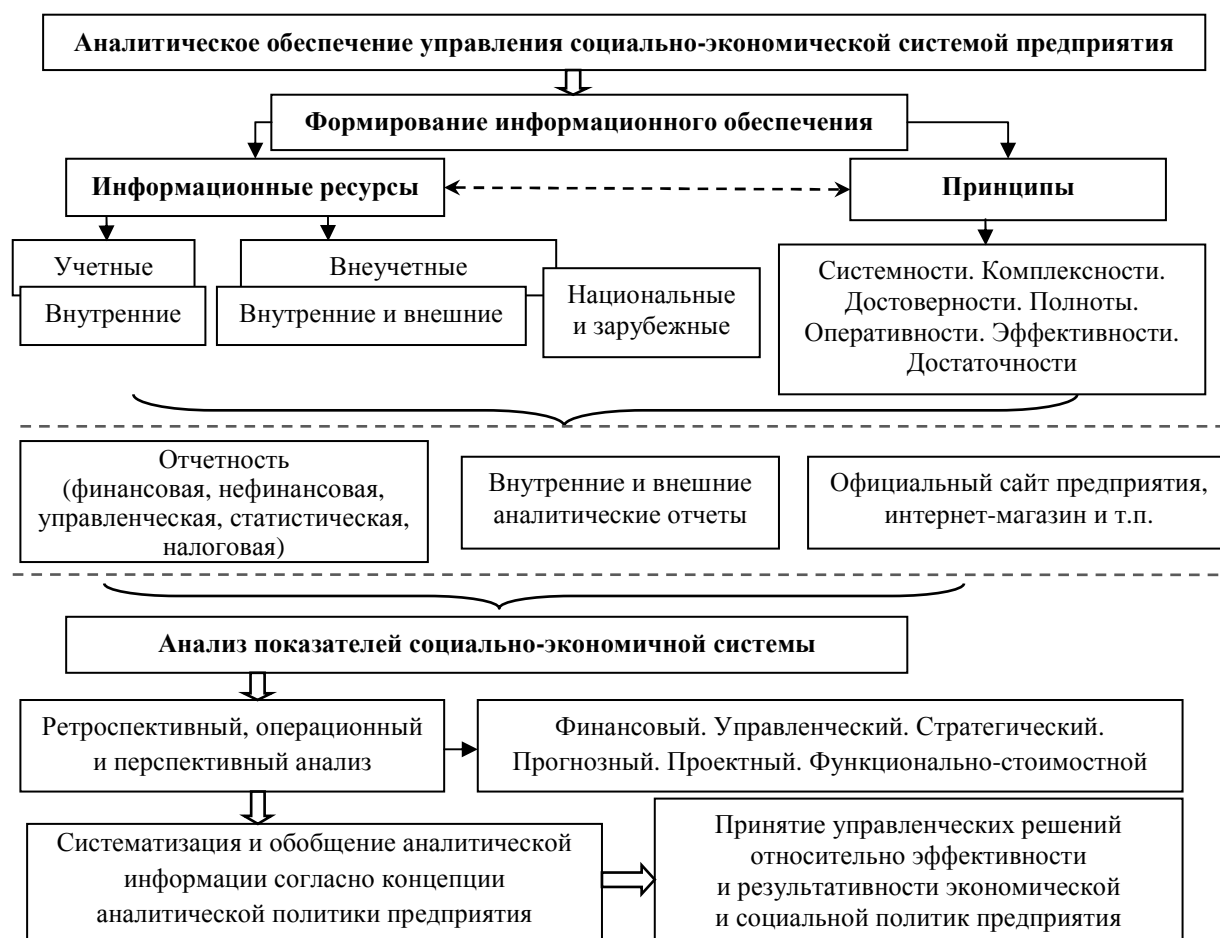 Аналитическое обеспечение управления социально-экономической системой предприятия
Формирование информационного обеспечения
Информационные ресурсы
Принципы
Учетные
Внутренние
Внеучетные
Внутренние и внешние
Национальные
и зарубежные
Системности. Комплексности.
Достоверности. Полноты.
Оперативности. Эффективности.
Достаточности
Отчетность
(финансовая, нефинансовая,
управленческая, статистическая,
налоговая)
Внутренние и внешние
аналитические отчеты
Официальный сайт предприятия,
интернет-магазин и т.п.
Анализ показателей социально-экономичной системы
Ретроспективный, операционный
и перспективный анализ
Финансовый. Управленческий. Стратегический.
Прогнозный. Проектный. Функционально-стоимостной
Систематизация и обобщение аналитической
информации согласно концепции
аналитической политики предприятия
Принятие управленческих решений
относительно эффективности
и результативности экономической
и социальной политик предприятия